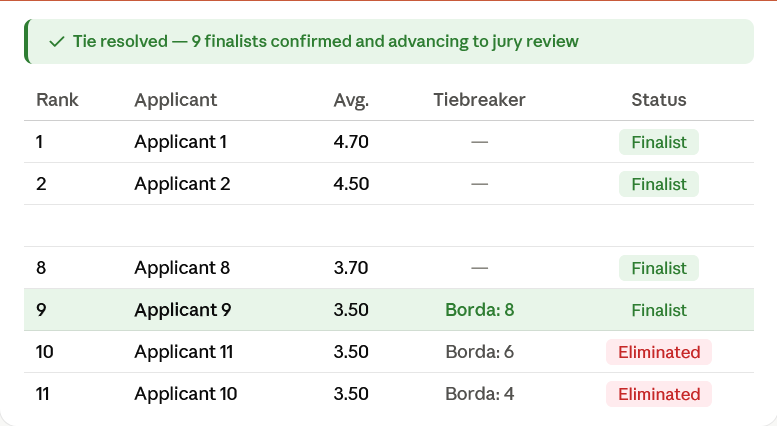 ✓ Tie resolved — 9 finalists confirmed and advancing to jury review
Rank Applicant Avg. Tiebreaker Status
1 Applicant 1 4.70 — Finalist
2 Applicant 2 4.50 — Finalist
8 Applicant 8 3.70 — Finalist
9 Applicant 9 3.50 Borda: 8 Finalist
10 Applicant 11 3.50 Borda: 6 Eliminated
11 Applicant 10 3.50 Borda: 4 Eliminated